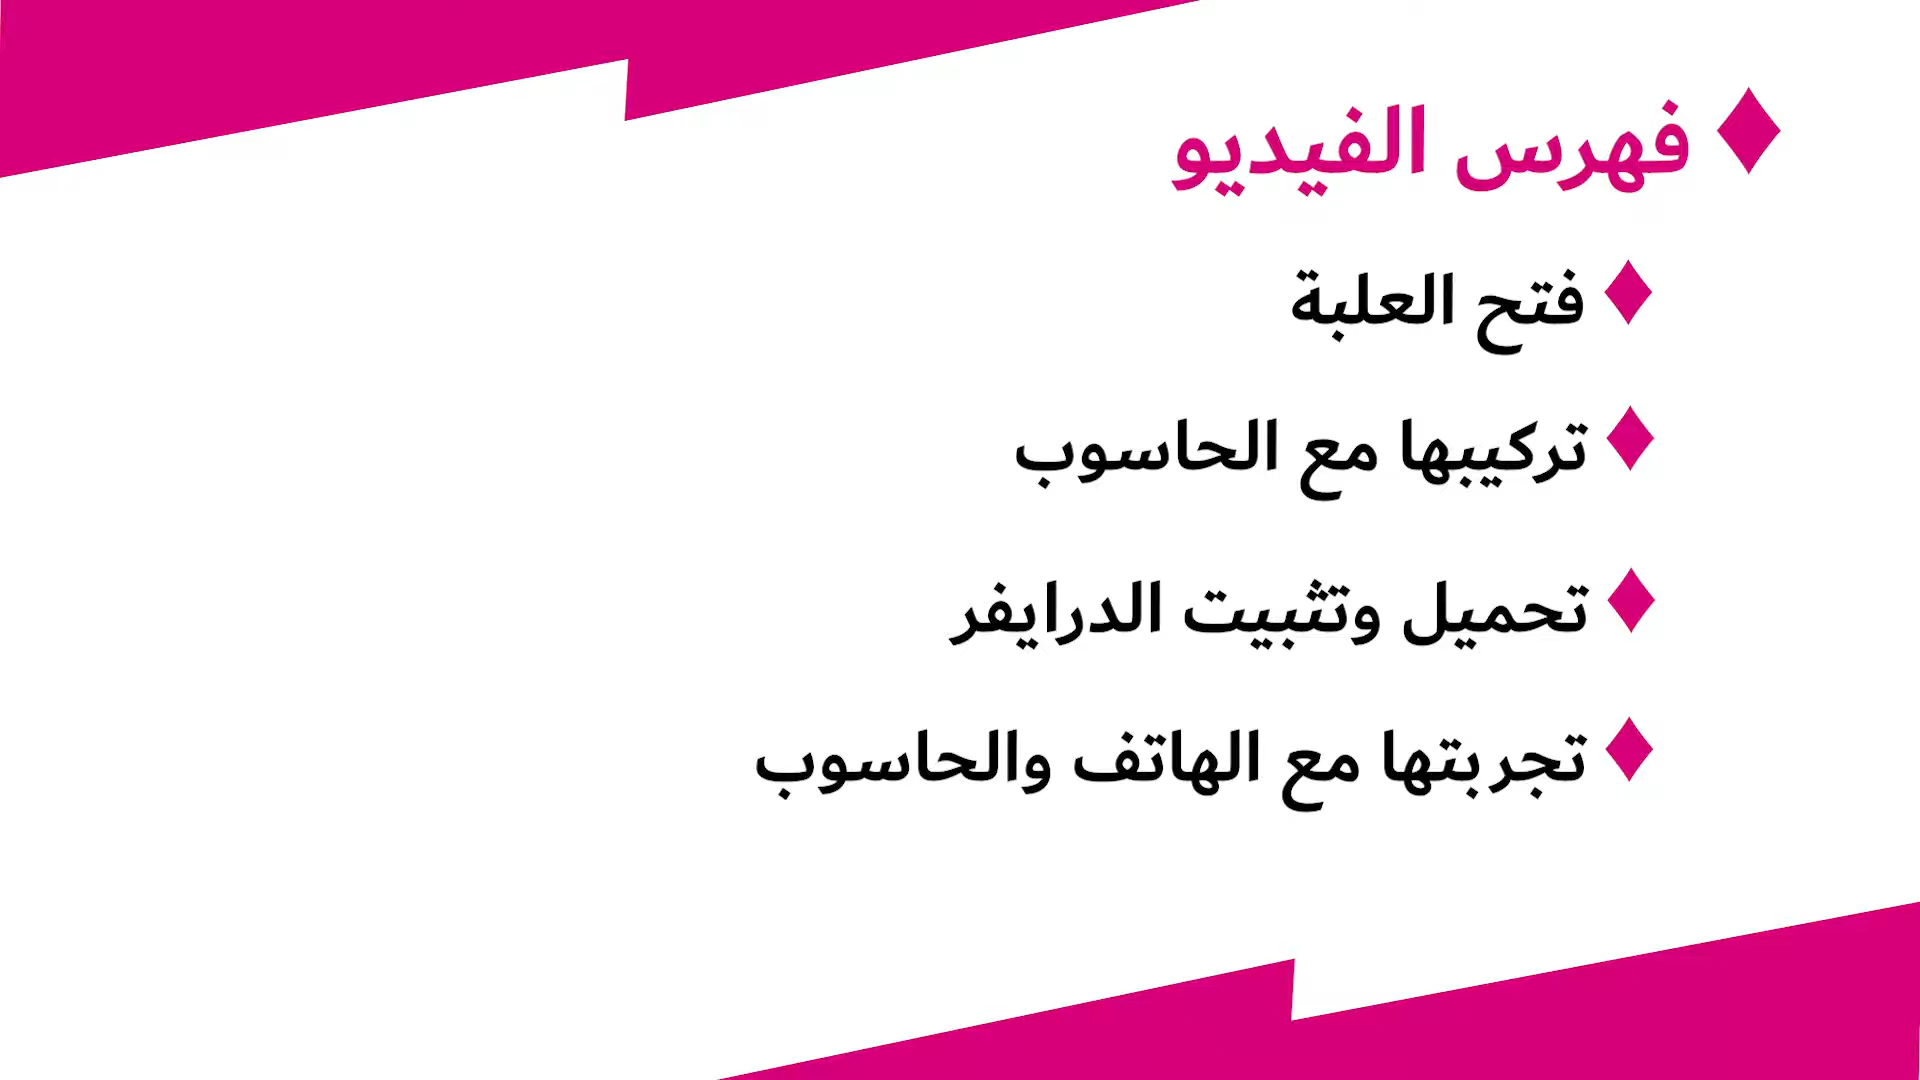 فهرس الفيديو
فتح العلبة
تركيبها مع الحاسوب
تحميل وتثبيت الدرايفر
تجربتها مع الهاتف والحاسوب